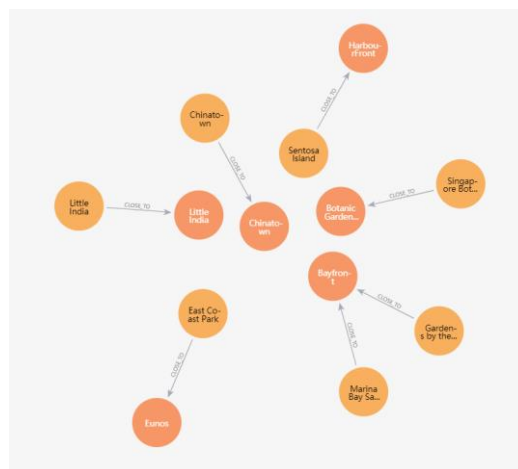 Harbou-
rFront
CLOSE_TO
Chinato-
wn
CLOSE_TO
Sentosa
Island
Singap-
ore Bot...
CLOSE_TO
Little
India
CLOSE_TO
Little
India
Chinato-
wn
Botanic
Garden...
Bayfron-
t
CLOSE_TO
East Co-
ast Park
Garden-
s by the...
CLOSE_TO
CLOSE_TO
Marina
Bay Sa...
Eunos